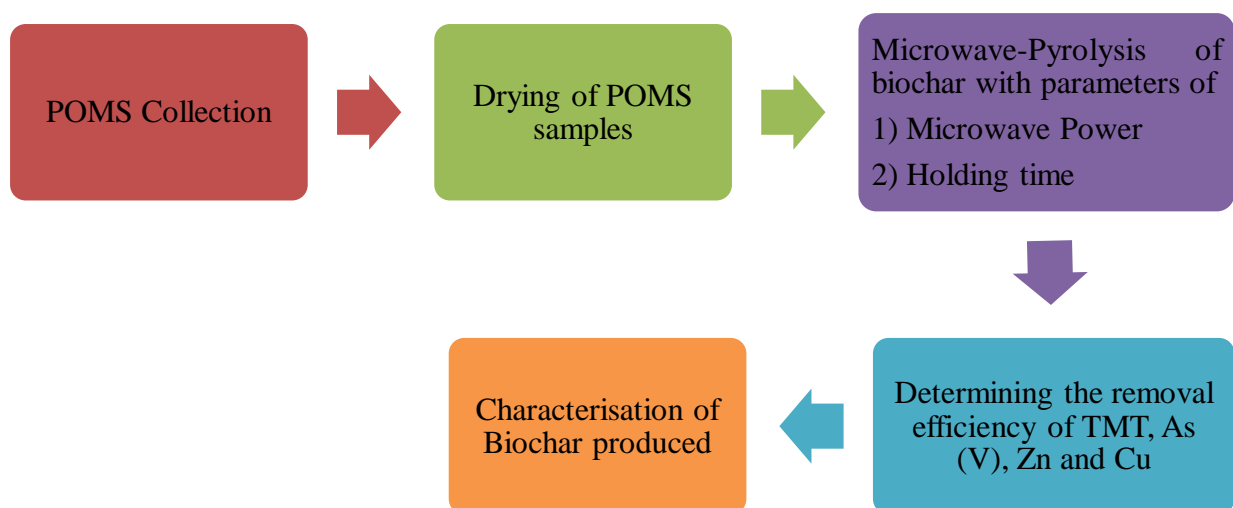 POMS Collection
Drying of POMS
samples
Microwave-Pyrolysis of
biochar with parameters of
1) Microwave Power
2) Holding time
Determining the removal
efficiency of TMT, As
(V), Zn and Cu
Characterisation of
Biochar produced